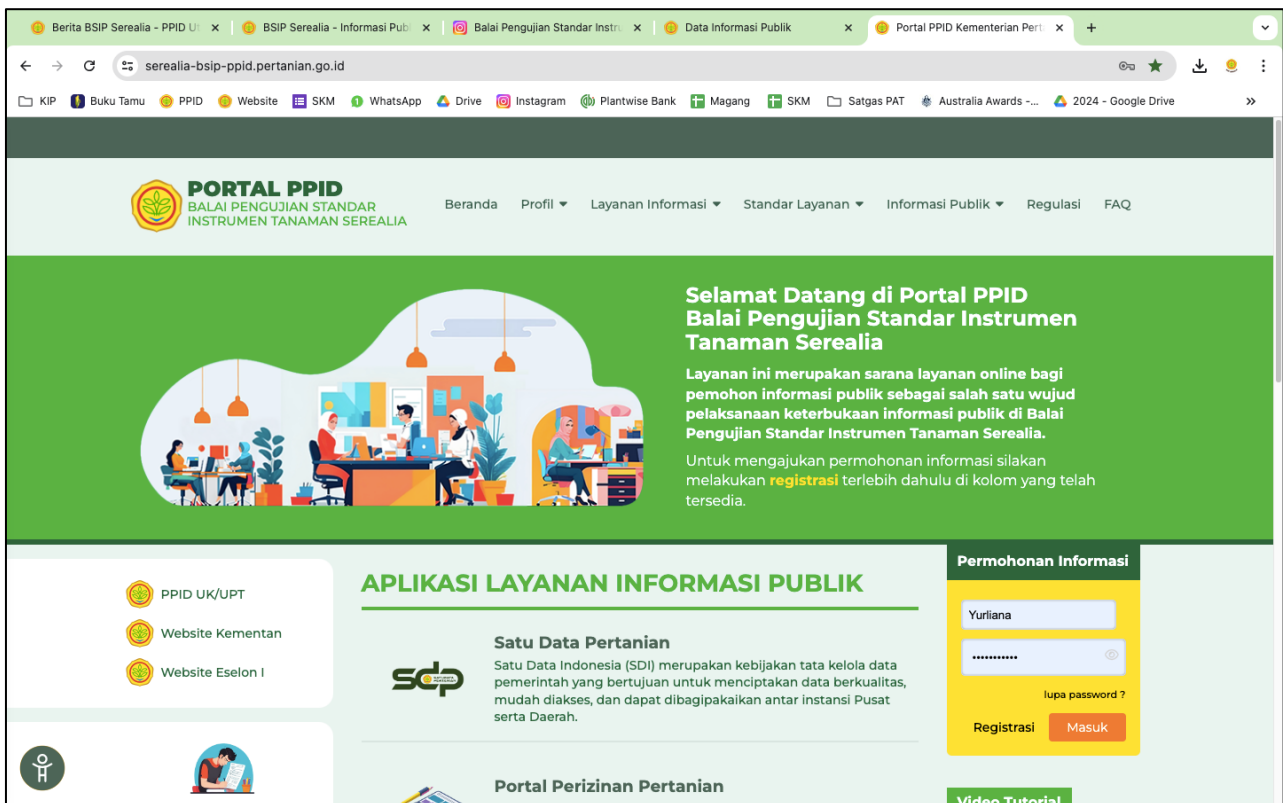 Berita BSIP Serealia - PPID U
BSIP Serealia - Informasi Pub
Balai Pengujian Standar Instr
Data Informasi Publik
Portal PPID Kementerian Pert
serealia-bsip-ppid.pertanian.go.id
KIP Buku Tamu PPID Website SKM WhatsApp Drive Instagram Plantwise Bank Magang SKM Satgas PAT Australia Awards -... 2024 - Google Drive
PORTAL PPID
BALAI PENGUJIAN STANDAR
INSTRUMEN TANAMAN SEREALIA
Beranda Profil Layanan Informasi Standar Layanan Informasi Publik Regulasi FAQ
Selamat Datang di Portal PPID
Balai Pengujian Standar Instrumen
Tanaman Serealia
Layanan ini merupakan sarana layanan online bagi
pemohon informasi publik sebagai salah satu wujud
pelaksanaan keterbukaan informasi publik di Balai
Pengujian Standar Instrumen Tanaman Serealia.
Untuk mengajukan permohonan informasi silakan
melakukan registrasi terlebih dahulu di kolom yang telah
tersedia.
PPID UK/UPT
Website Kementan
Website Eselon I
APLIKASI LAYANAN INFORMASI PUBLIK
sdp
Satu Data Pertanian
Satu Data Indonesia (SDI) merupakan kebijakan tata kelola data
pemerintah yang bertujuan untuk menciptakan data berkualitas,
mudah diakses, dan dapat dibagipakaikan antar instansi Pusat
serta Daerah.
Portal Perizinan Pertanian
Permohonan Informasi
Yurliana
•••••••••••
lupa password ?
Registrasi Masuk
Video Tutorial